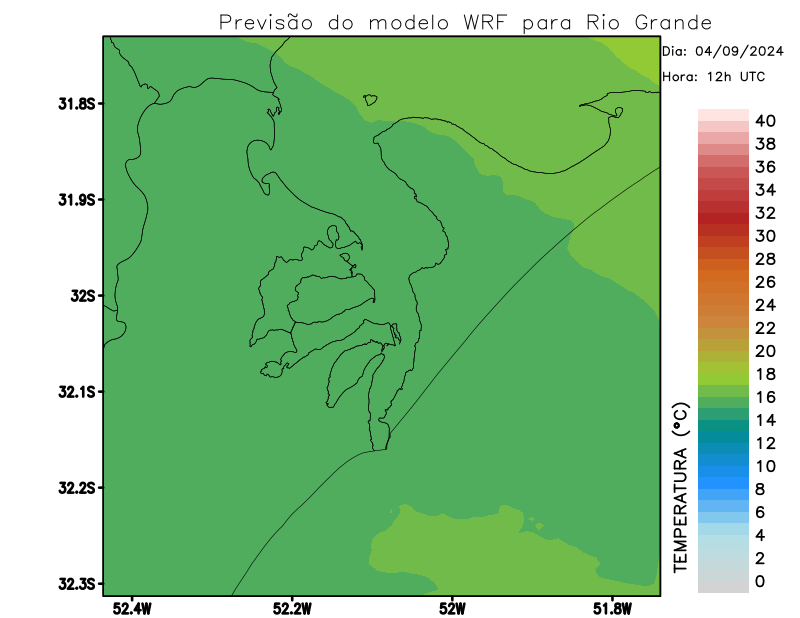 Previsão do modelo WRF para Rio Grande
Dia: 04/09/2024
Hora: 12h UTC
31.8S
31.9S
32S
32.1S
32.2S
32.3S
52.4W
52.2W
52W
51.8W
TEMPERATURA (°C)
40
38
36
34
32
30
28
26
24
22
20
18
16
14
12
10
8
6
4
2
0